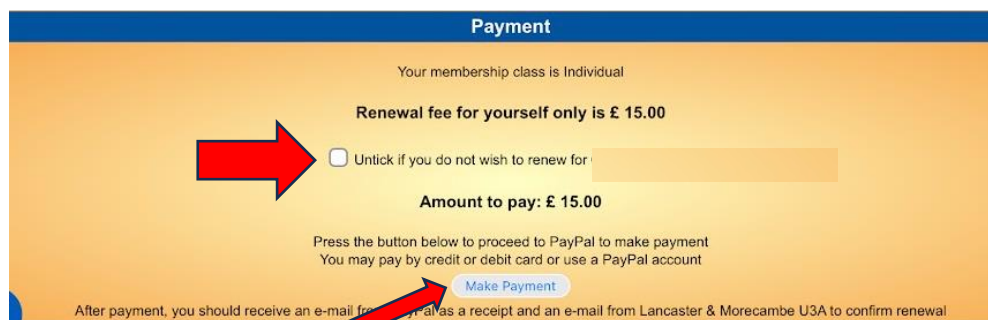 Payment
Your membership class is Individual
Renewal fee for yourself only is £ 15.00
Untick if you do not wish to renew for
Amount to pay: £ 15.00
Press the button below to proceed to PayPal to make payment
You may pay by credit or debit card or use a PayPal account
Make Payment
After payment, you should receive an e-mail from PayPal as a receipt and an e-mail from Lancaster & Morecambe U3A to confirm renewal